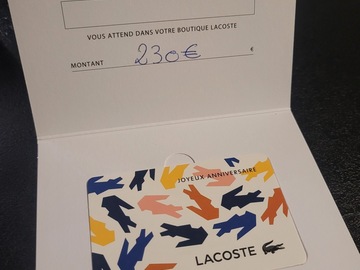 VOUS ATTEND DANS VOTRE BOUTIQUE LACOSTE
MONTANT 230€ €
JOYEUX ANNIVERSAIRE
LACOSTE